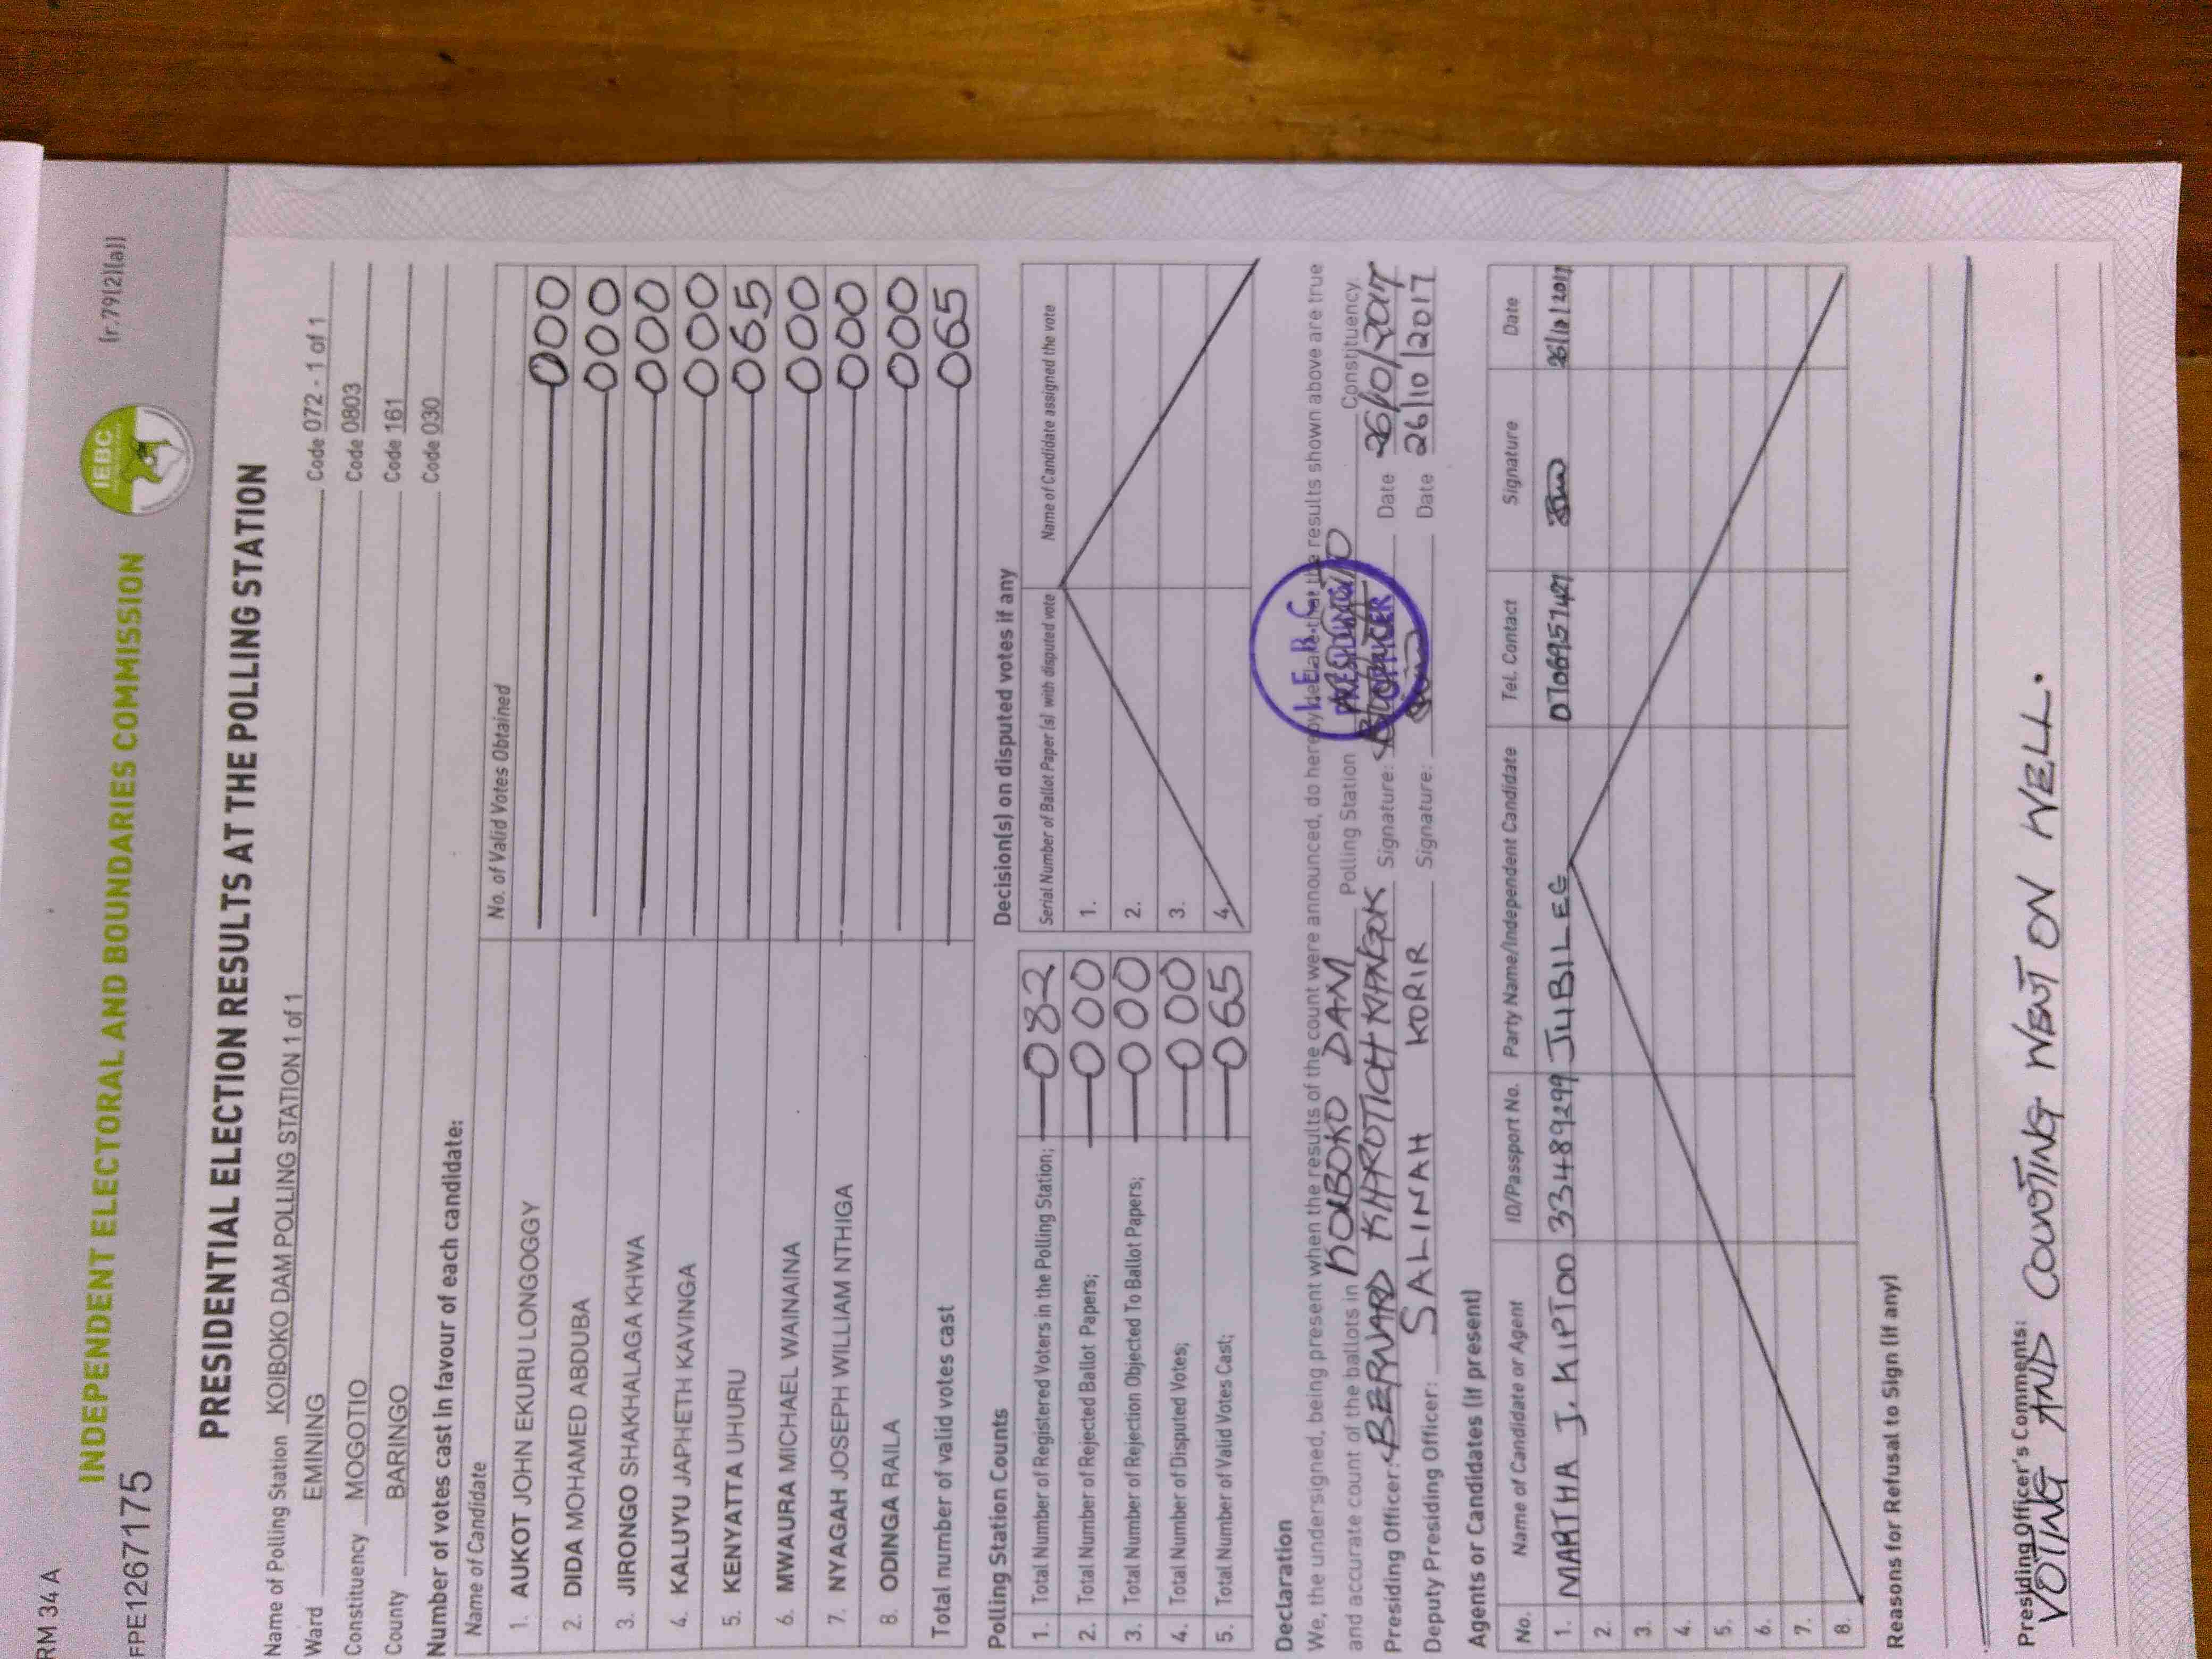 RM 34 A
(r.79(2)(a))
FPE1267175
INDEPENDENT ELECTORAL AND BOUNDARIES COMMISSION
IEBC
PRESIDENTIAL ELECTION RESULTS AT THE POLLING STATION
Name of Polling Station KOIBOKO DAM POLLING STATION 1 of 1 Code 072 - 1 of 1
Ward EMINING Code 0803
Constituency MOGOTIO Code 161
County BARINGO Code 030
Number of votes cast in favour of each candidate:
Name of Candidate No. of Valid Votes Obtained
1. AUKOT JOHN EKURU LONGOGGY 000
2. DIDA MOHAMED ABDUBA 000
3. JIRONGO SHAKHALAGA KHWA 000
4. KALUYU JAPHETH KAVINGA 000
5. KENYATTA UHURU 065
6. MWAURA MICHAEL WAINAINA 000
7. NYAGAH JOSEPH WILLIAM NTHIGA 000
8. ODINGA RAILA 000
Total number of valid votes cast 065
Polling Station Counts
1. Total Number of Registered Voters in the Polling Station; 082
2. Total Number of Rejected Ballot Papers; 000
3. Total Number of Rejection Objected To Ballot Papers; 000
4. Total Number of Disputed Votes; 000
5. Total Number of Valid Votes Cast; 065
Decision(s) on disputed votes if any
Serial Number of Ballot Paper (s) with disputed vote Name of Candidate assigned the vote
1.
2.
3.
4.
Declaration
We, the undersigned, being present when the results of the count were announced, do hereby declare that the results shown above are true
and accurate count of the ballots in KOIBOKO DAM Polling Station MOGOTIO Constituency.
Presiding Officer: BERNARD KIPROTICH KIPNGOK Signature: Date 26/10/2017
Deputy Presiding Officer: SALINAH KORIR Signature: Date 26/10/2017
I.E.B.C
PRESIDING
OFFICER
Agents or Candidates (if present)
No. Name of Candidate or Agent ID/Passport No. Party Name/Independent Candidate Tel. Contact Signature Date
1. MARTHA J. KIPTOO 33489299 JUBILEE 0706957427 26/10/2017
2.
3.
4.
5.
6.
7.
8.
Reasons for Refusal to Sign (if any)
Presiding Officer's Comments:
VOTING AND COUNTING WENT ON WELL.